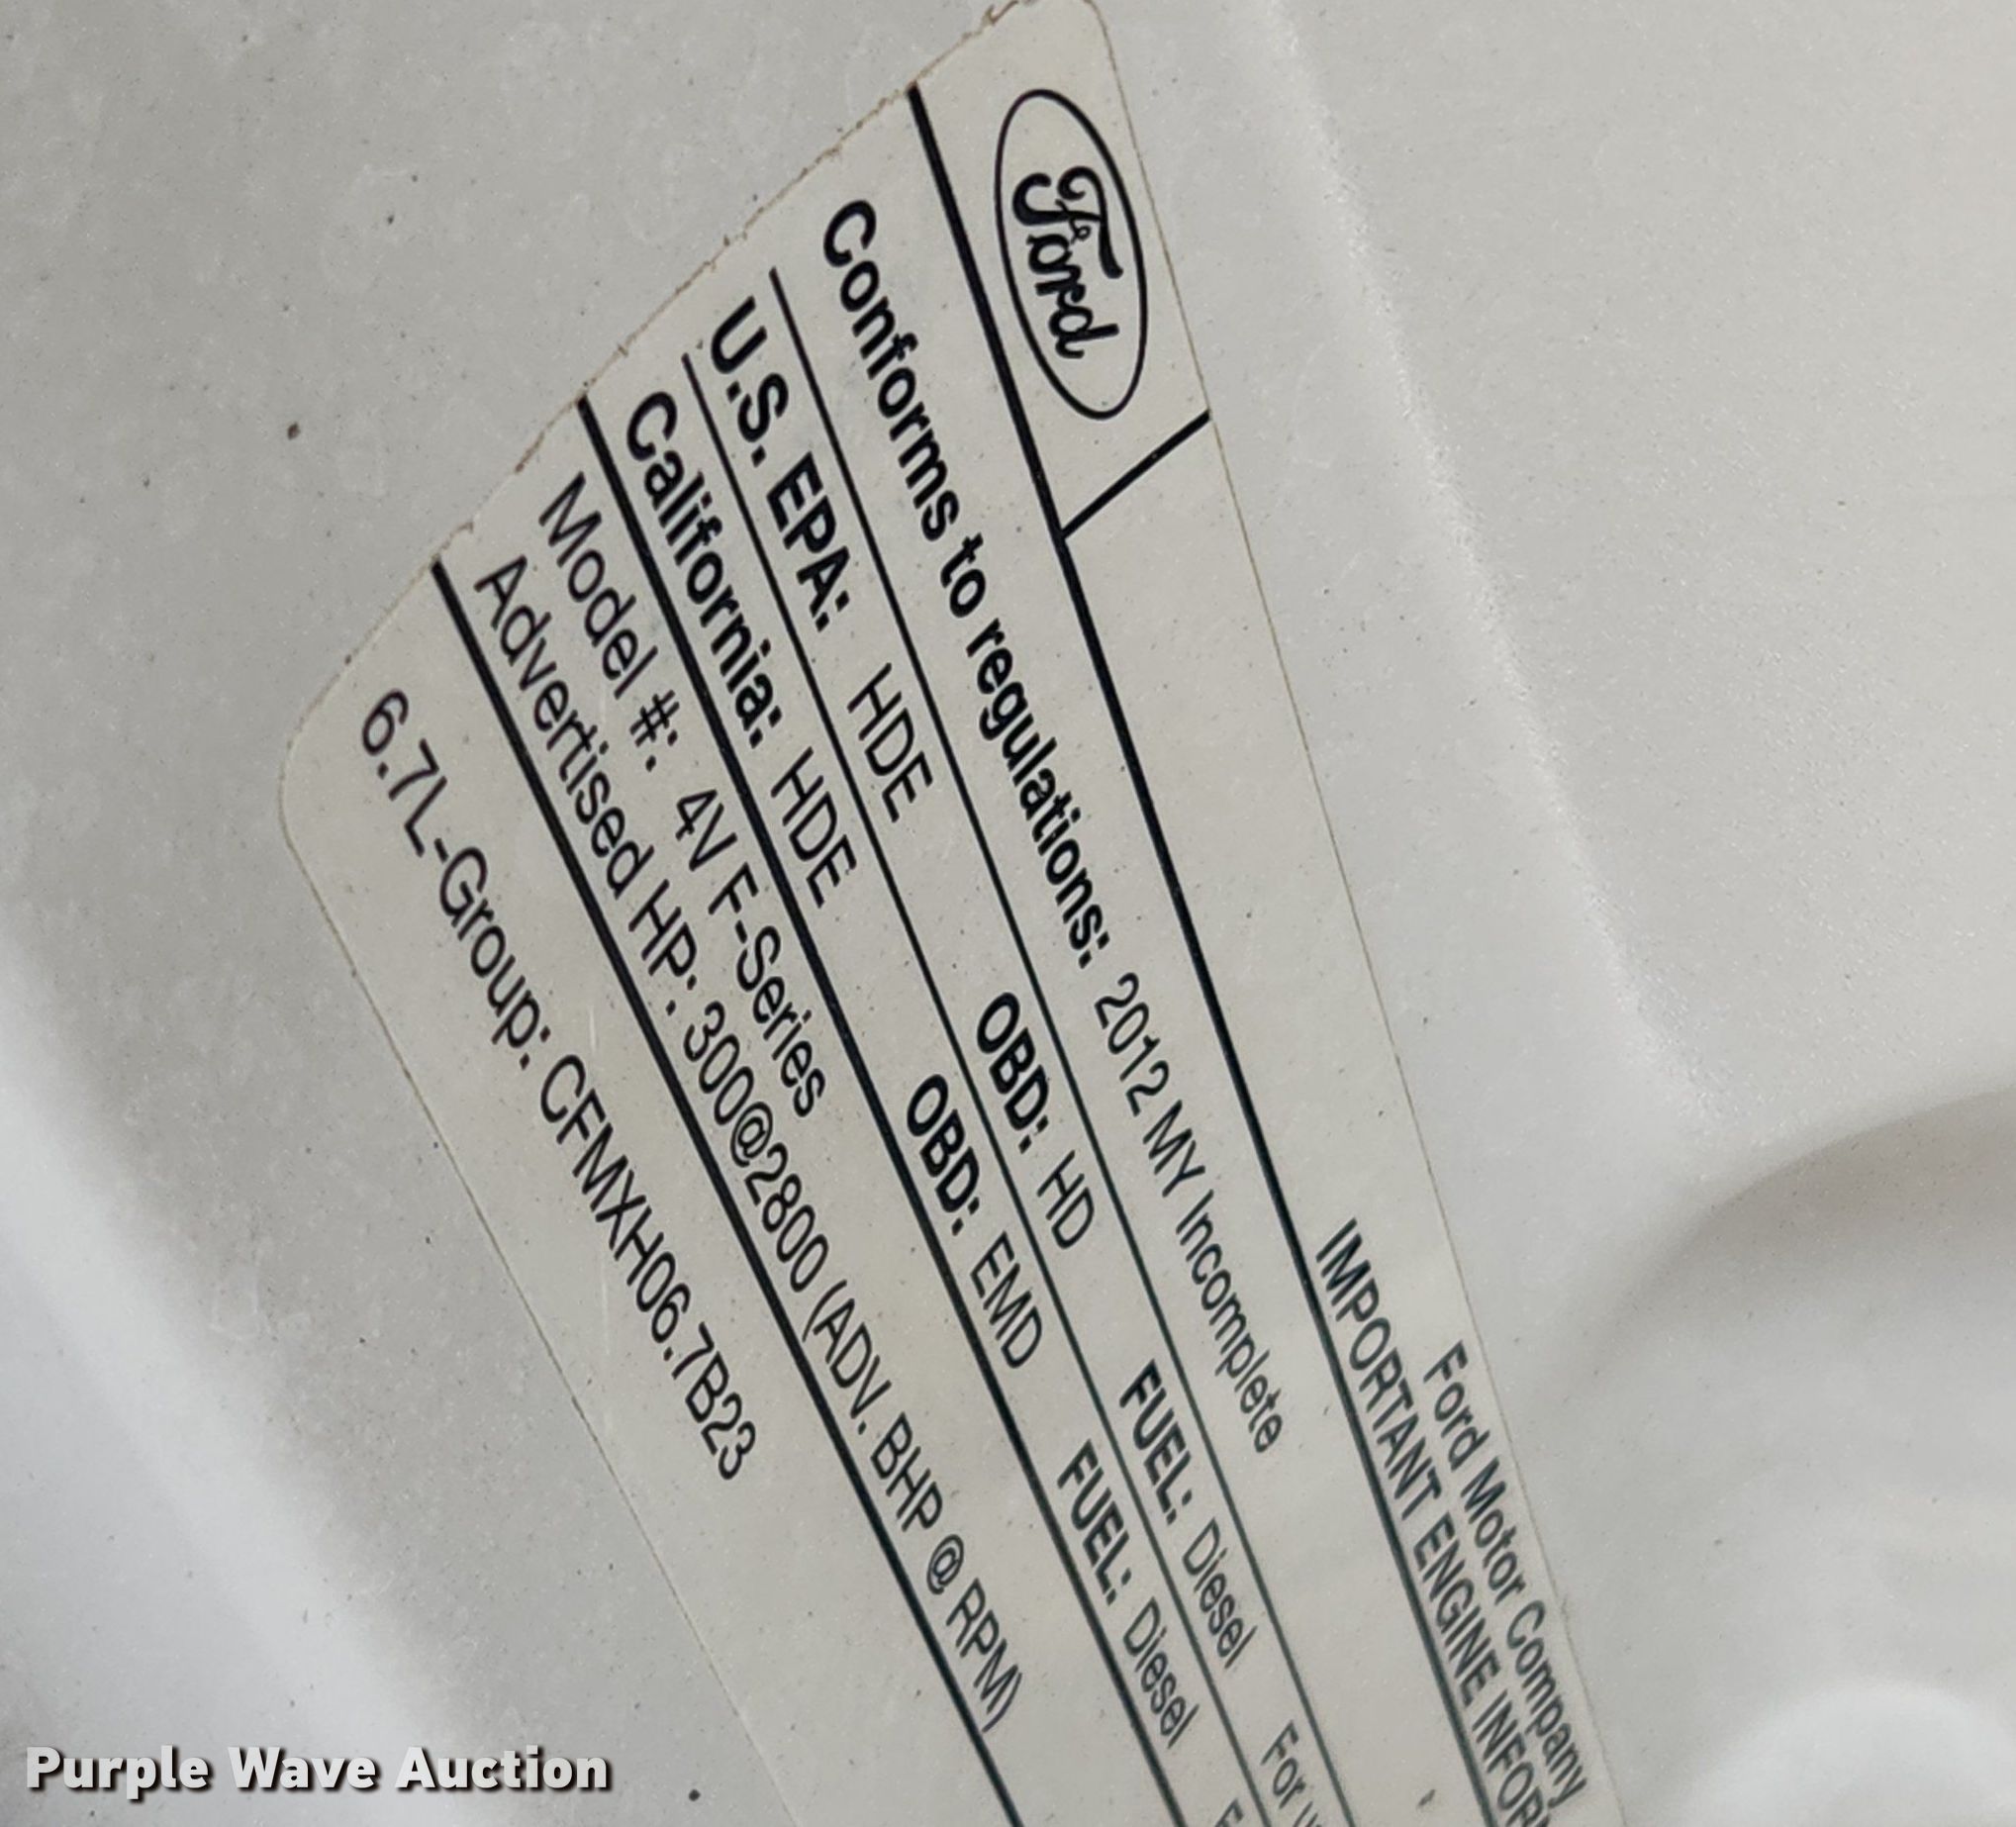 Ford
Ford Motor Company
IMPORTANT ENGINE
Conforms to regulations: 2012 MY Incomplete
U.S. EPA: HDE OBD: HD FUEL: Diesel For
California: HDE OBD: EMD FUEL: Diesel
Model #: 4V F-Series
Advertised HP: 300@2800 (ADV. BHP @ RPM)
6.7L-Group: CFMXH06.7B23
Purple Wave Auction